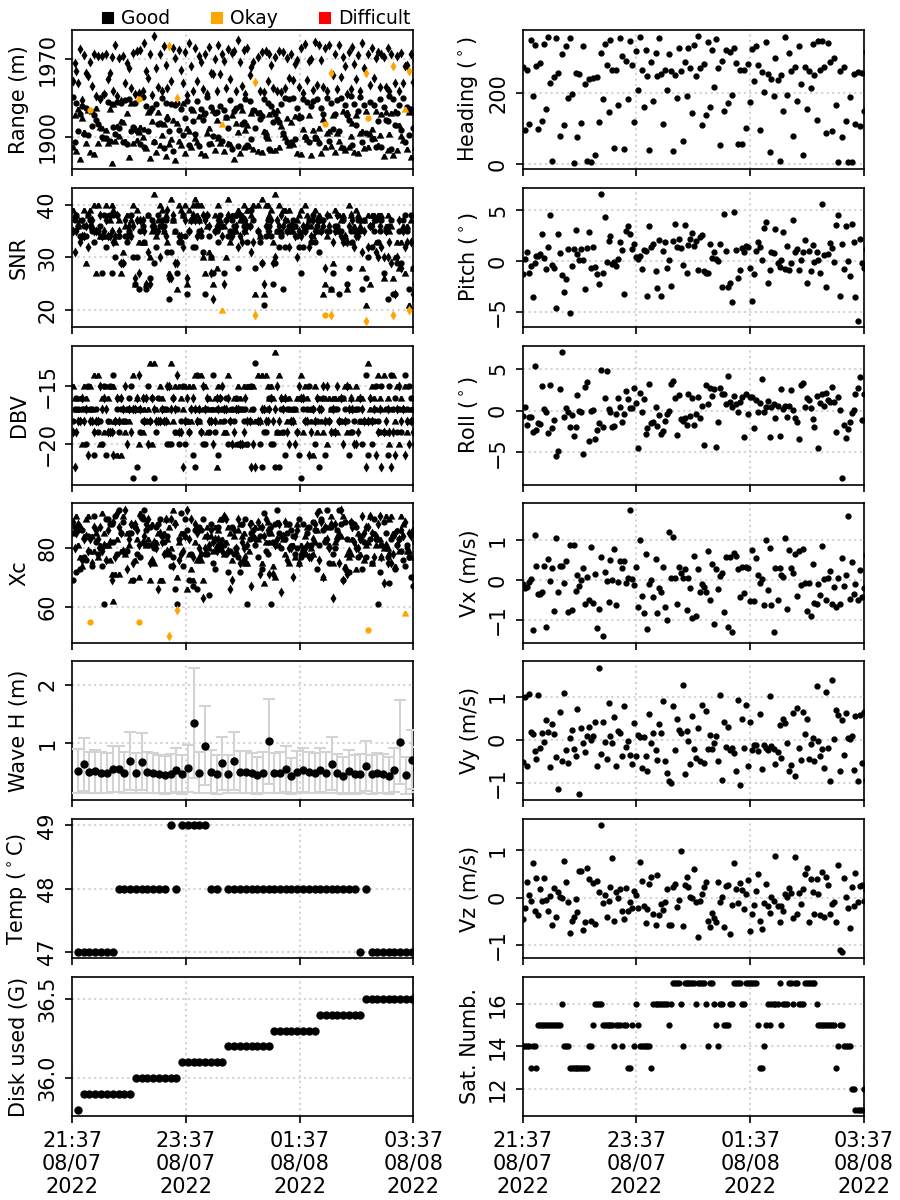 Good Okay Difficult
Range (m)
1970
1900
Heading (°)
200
0
SNR
40
30
20
Pitch (°)
5
0
−5
DBV
−15
−20
Roll (°)
5
0
−5
Xc
80
60
Vx (m/s)
1
0
−1
Wave H (m)
2
1
Vy (m/s)
1
0
−1
Temp (°C)
49
48
47
Vz (m/s)
1
0
−1
Disk used (G)
36.5
36.0
Sat. Numb.
16
14
12
21:37 23:37 01:37 03:37 21:37 23:37 01:37 03:37
08/07 08/07 08/08 08/08 08/07 08/07 08/08 08/08
2022 2022 2022 2022 2022 2022 2022 2022